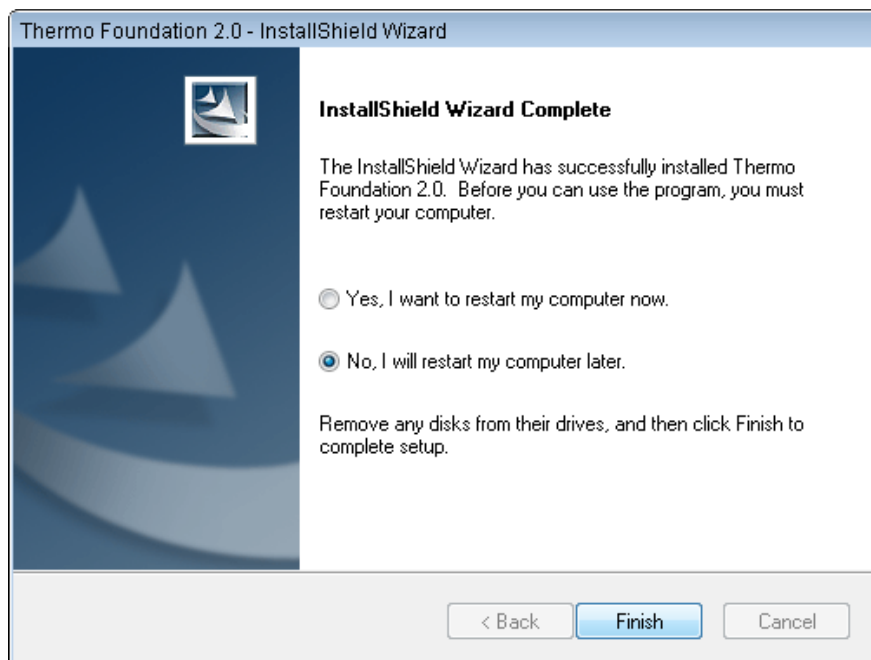 Thermo Foundation 2.0 - InstallShield Wizard
InstallShield Wizard Complete
The InstallShield Wizard has successfully installed Thermo
Foundation 2.0.  Before you can use the program, you must
restart your computer.
Yes, I want to restart my computer now.
No, I will restart my computer later.
Remove any disks from their drives, and then click Finish to
complete setup.
< Back
Finish
Cancel